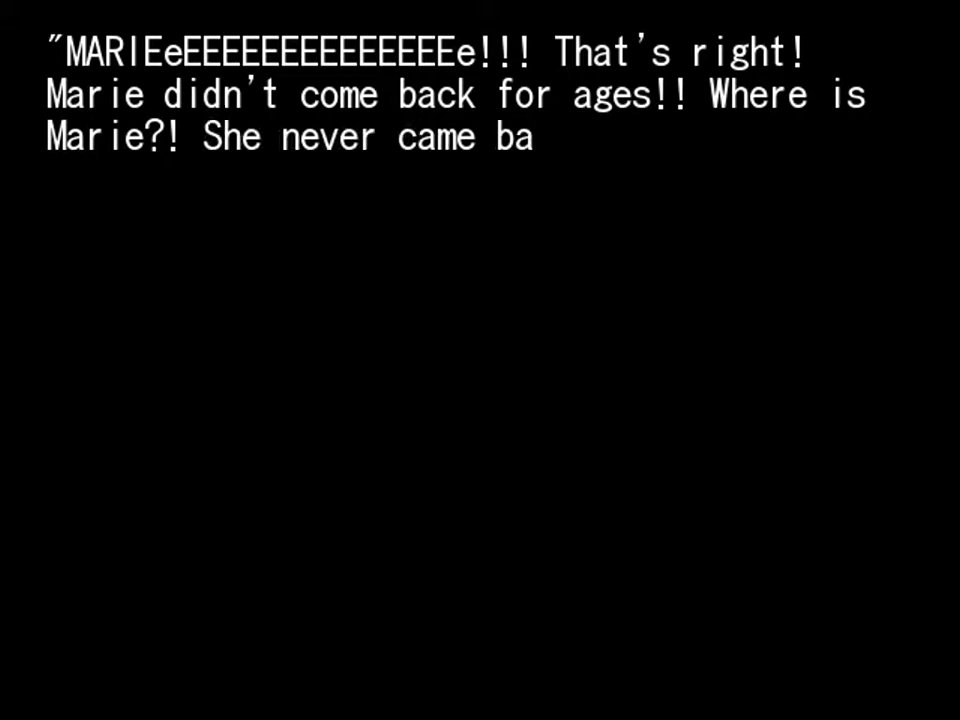 "MARIEeEEEEEEEEEEEEEEe!!! That's right!
Marie didn't come back for ages!! Where is
Marie?! She never came ba